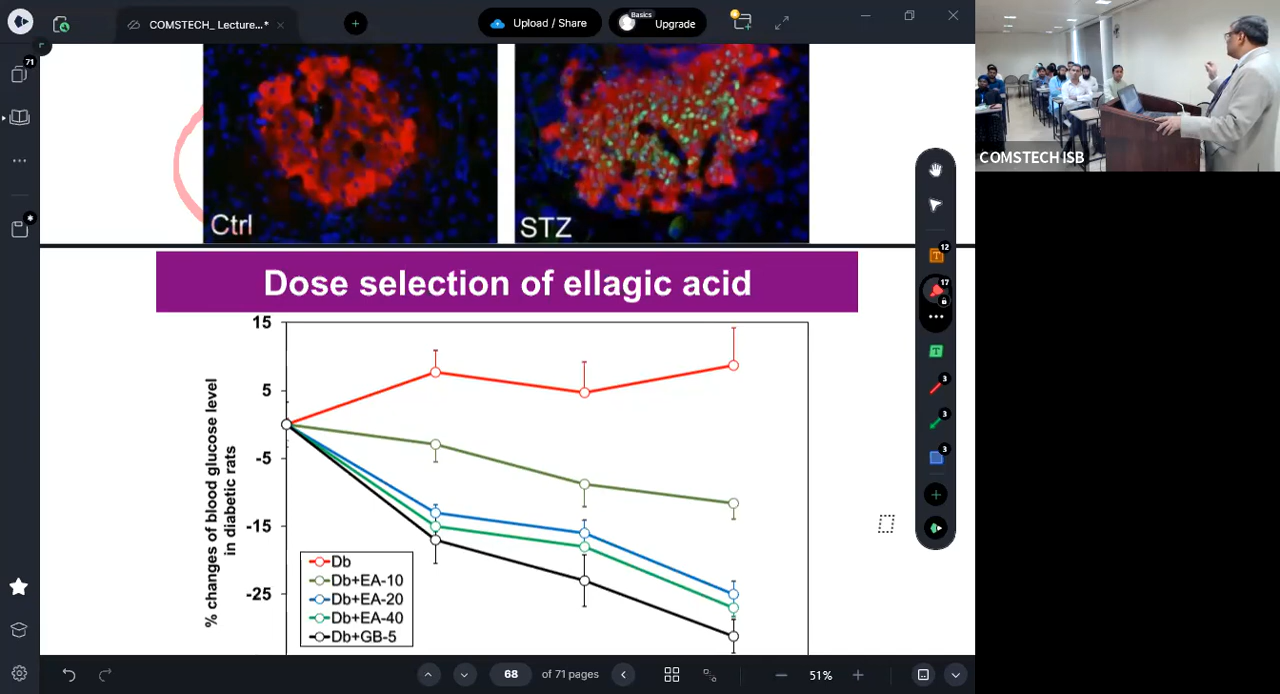 COMSTECH_ Lecture...*
Upload / Share
Basics
Upgrade
71
COMSTECH ISB
Ctrl
STZ
12
17
3
3
3
Dose selection of ellagic acid
15
5
-5
-15
-25
% changes of blood glucose level
in diabetic rats
Db
Db+EA-10
Db+EA-20
Db+EA-40
Db+GB-5
68
of 71 pages
51%